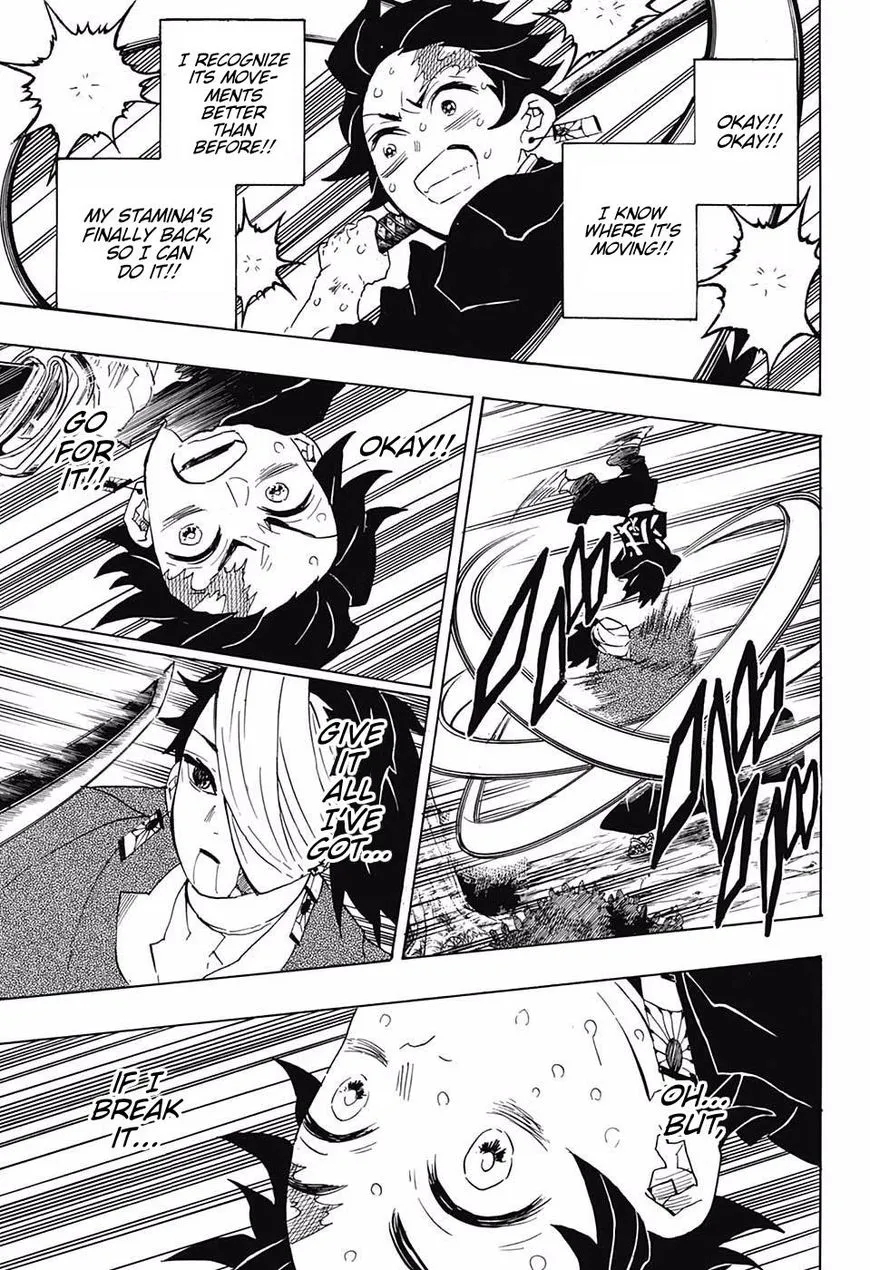 OKAY!!
OKAY!!
I KNOW
WHERE IT'S
MOVING!!
I RECOGNIZE
ITS MOVE-
MENTS
BETTER
THAN
BEFORE!!
MY STAMINA'S
FINALLY BACK,
SO I CAN
DO IT!!
OKAY!!
GO
FOR
IT!!
GIVE
IT
ALL
I'VE
GOT...
OH...
BUT,
IF I
BREAK
IT...